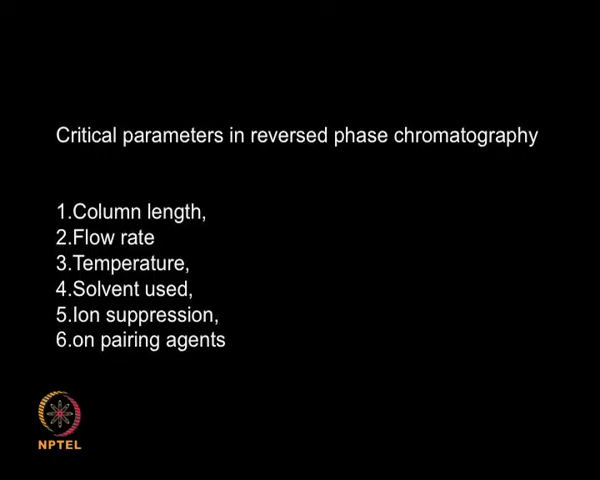 Critical parameters in reversed phase chromatography
1.Column length,
2.Flow rate
3.Temperature,
4.Solvent used,
5.Ion suppression,
6.on pairing agents
NPTEL